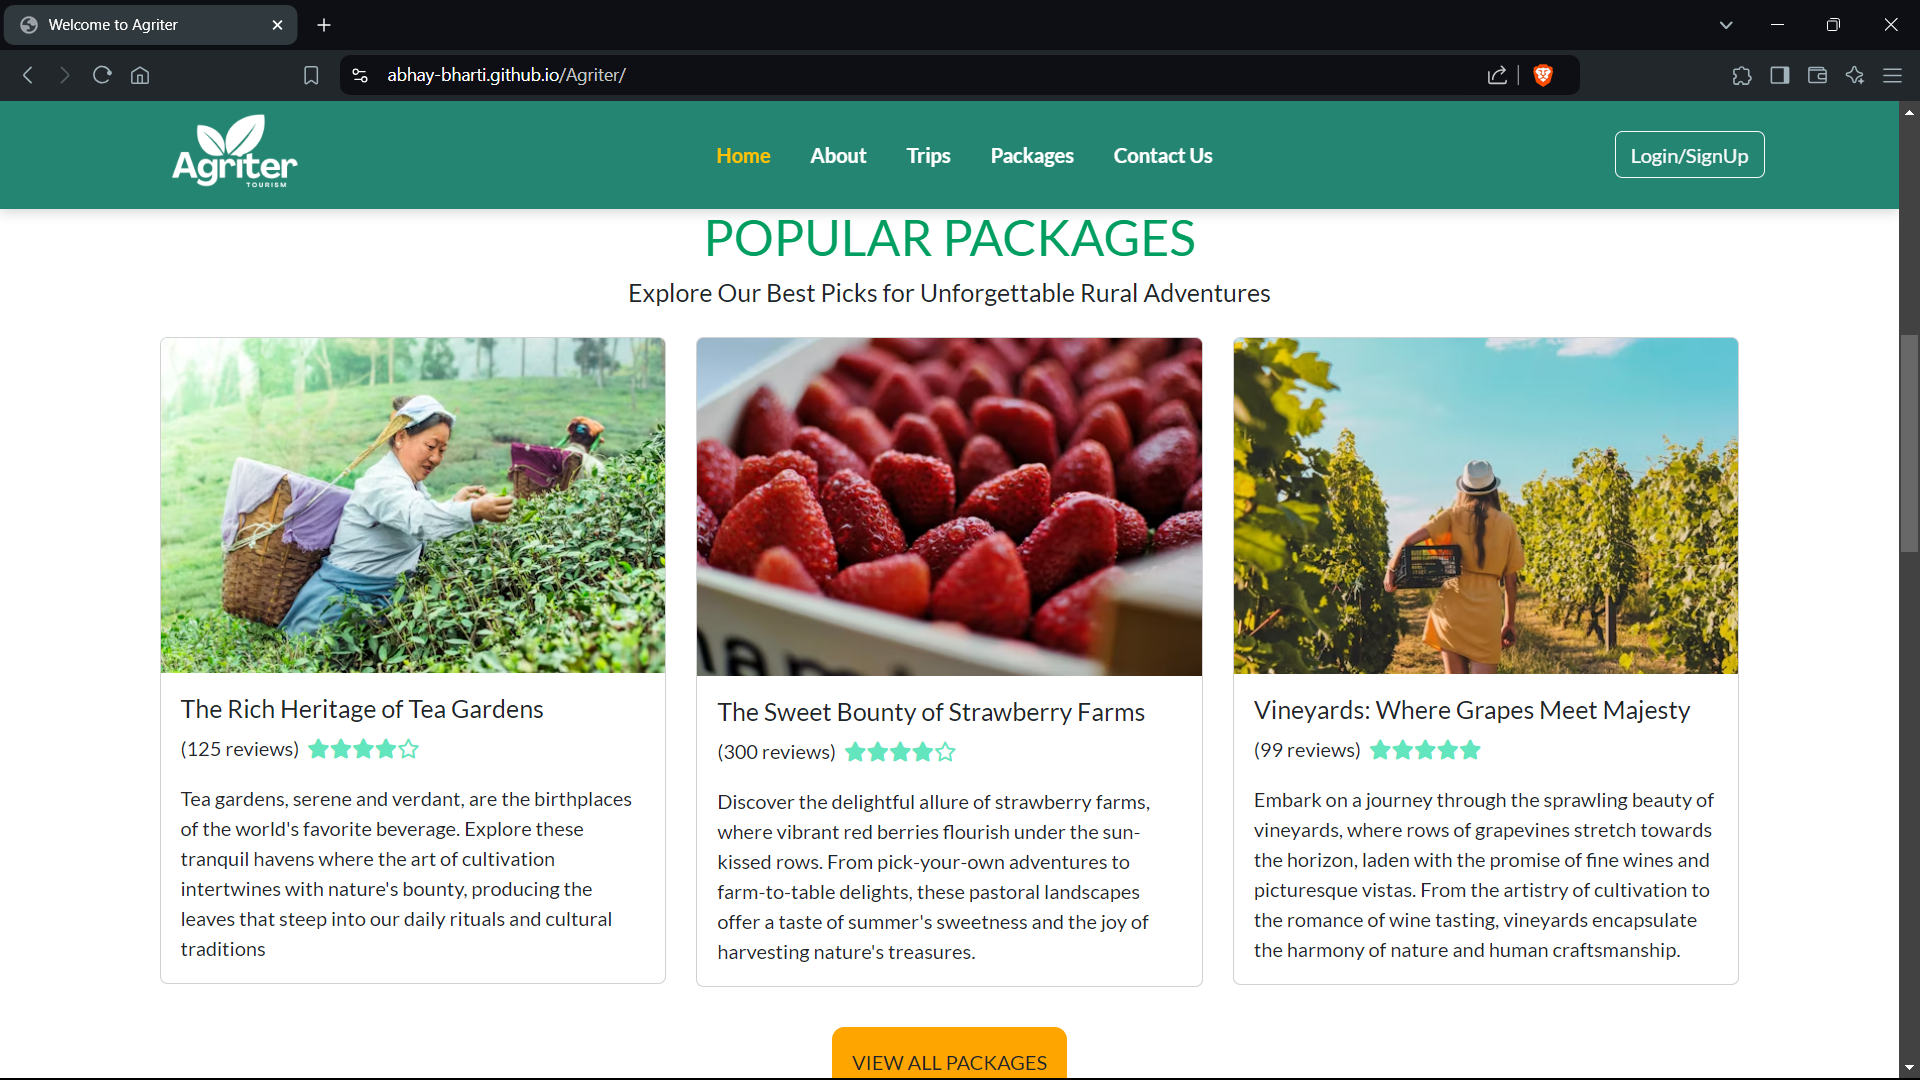 Welcome to Agriter
abhay-bharti.github.io/Agriter/
Agriter
TOURISM
Home
About
Trips
Packages
Contact Us
Login/SignUp
POPULAR PACKAGES
Explore Our Best Picks for Unforgettable Rural Adventures
The Rich Heritage of Tea Gardens
(125 reviews)
Tea gardens, serene and verdant, are the birthplaces
of the world's favorite beverage. Explore these
tranquil havens where the art of cultivation
intertwines with nature's bounty, producing the
leaves that steep into our daily rituals and cultural
traditions
The Sweet Bounty of Strawberry Farms
(300 reviews)
Discover the delightful allure of strawberry farms,
where vibrant red berries flourish under the sun-
kissed rows. From pick-your-own adventures to
farm-to-table delights, these pastoral landscapes
offer a taste of summer's sweetness and the joy of
harvesting nature's treasures.
Vineyards: Where Grapes Meet Majesty
(99 reviews)
Embark on a journey through the sprawling beauty of
vineyards, where rows of grapevines stretch towards
the horizon, laden with the promise of fine wines and
picturesque vistas. From the artistry of cultivation to
the romance of wine tasting, vineyards encapsulate
the harmony of nature and human craftsmanship.
VIEW ALL PACKAGES